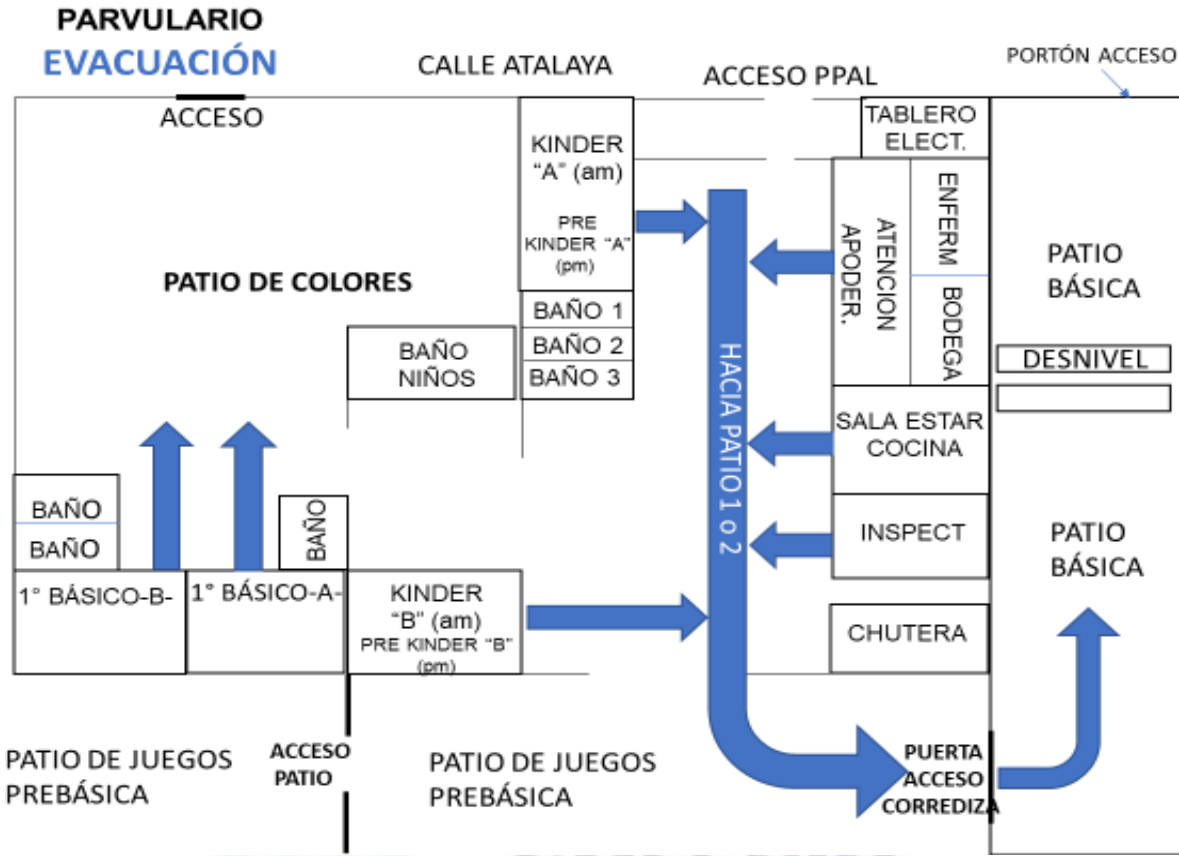 PARVULARIO
EVACUACIÓN
CALLE ATALAYA
ACCESO PPAL
PORTÓN ACCESO
ACCESO
TABLERO
ELECT.
KINDER
“A” (am)
PRE
KINDER “A”
(pm)
ATENCION
APODER.
ENFERM
BODEGA
PATIO
BÁSICA
PATIO DE COLORES
BAÑO 1
BAÑO 2
BAÑO 3
BAÑO
NIÑOS
HACIA PATIO 1 o 2
DESNIVEL
SALA ESTAR
COCINA
BAÑO
BAÑO
BAÑO
INSPECT
PATIO
BÁSICA
1° BÁSICO-B-
1° BÁSICO-A-
KINDER
“B” (am)
PRE KINDER “B”
(pm)
CHUTERA
PATIO DE JUEGOS
PREBÁSICA
ACCESO
PATIO
PATIO DE JUEGOS
PREBÁSICA
PUERTA
ACCESO
CORREDIZA